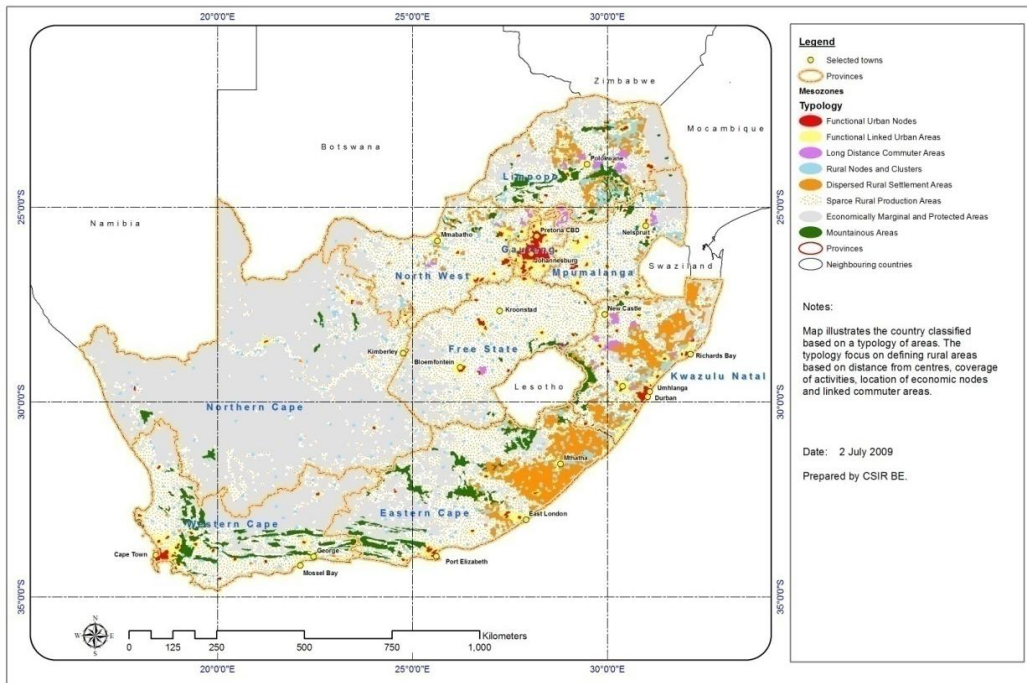 20°0'0"E 25°0'0"E 30°0'0"E
Zimbabwe
Mocambique
Botswana
Polokwane
Limpopo
25°0'0"S 25°0'0"S
Namibia
Mmabatho
Pretoria CBD
Nelspruit
Gauteng
Johannesburg
Swaziland
North West
Mpumalanga
Kroonstad
New Castle
Kimberley
Bloemfontein
Free State
Richards Bay
Kwazulu Natal
Lesotho
Umhlanga
Durban
30°0'0"S 30°0'0"S
Northern Cape
Mthatha
Eastern Cape
East London
Western Cape
Cape Town
George
Port Elizabeth
Mossel Bay
35°0'0"S 35°0'0"S
N
W E
S
Kilometers
0 125 250 500 750 1,000
20°0'0"E 25°0'0"E 30°0'0"E
Legend
Selected towns
Provinces
Mesozones
Typology
Functional Urban Nodes
Functional Linked Urban Areas
Long Distance Commuter Areas
Rural Nodes and Clusters
Dispersed Rural Settlement Areas
Sparce Rural Production Areas
Economically Marginal and Protected Areas
Mountainous Areas
Provinces
Neighbouring countries
Notes:
Map illustrates the country classified
based on a typology of areas. The
typology focus on defining rural areas
based on distance from centres, coverage
of activities, location of economic nodes
and linked commuter areas.
Date: 2 July 2009
Prepared by CSIR BE.